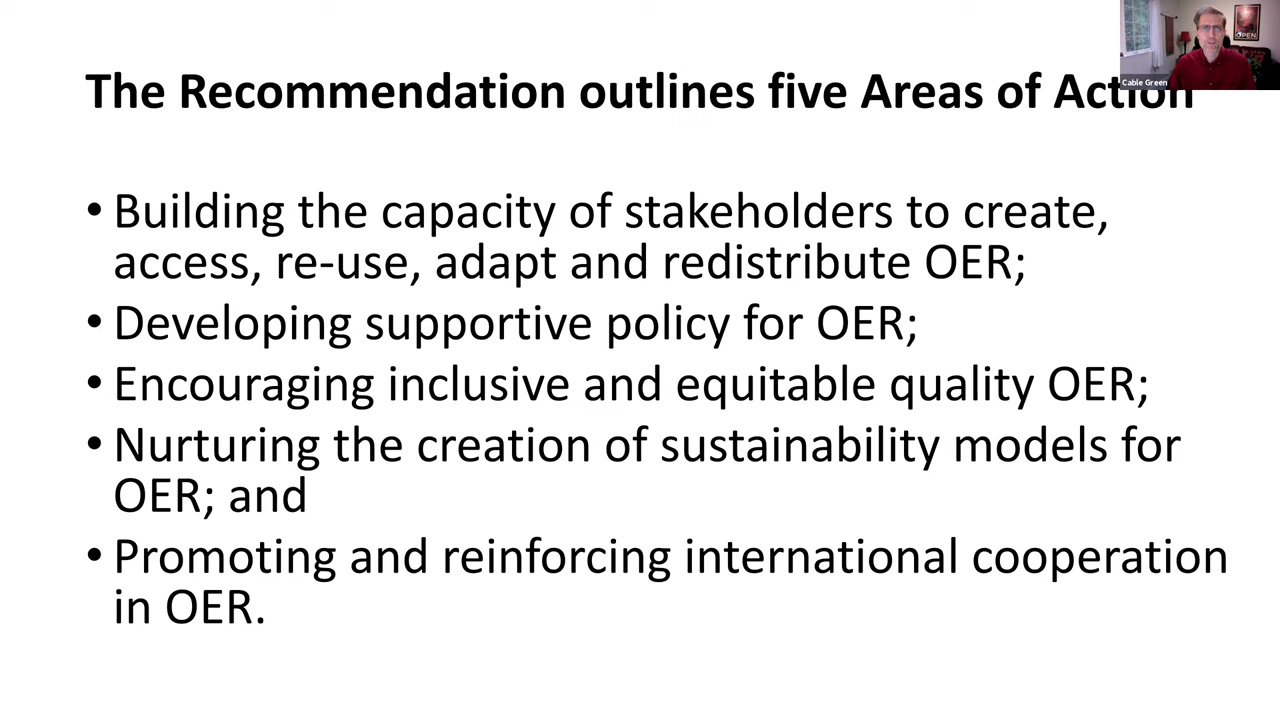 The Recommendation outlines five Areas of Action
Cable Green
OPEN
• Building the capacity of stakeholders to create,
access, re-use, adapt and redistribute OER;
• Developing supportive policy for OER;
• Encouraging inclusive and equitable quality OER;
• Nurturing the creation of sustainability models for
OER; and
• Promoting and reinforcing international cooperation
in OER.